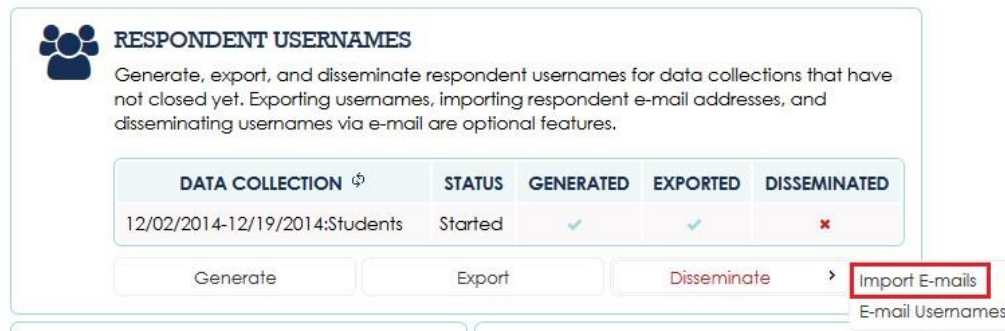 RESPONDENT USERNAMES
Generate, export, and disseminate respondent usernames for data collections that have
not closed yet. Exporting usernames, importing respondent e-mail addresses, and
disseminating usernames via e-mail are optional features.
DATA COLLECTION STATUS GENERATED EXPORTED DISSEMINATED
12/02/2014-12/19/2014:Students Started
Generate Export Disseminate
Import E-mails
E-mail Usernames